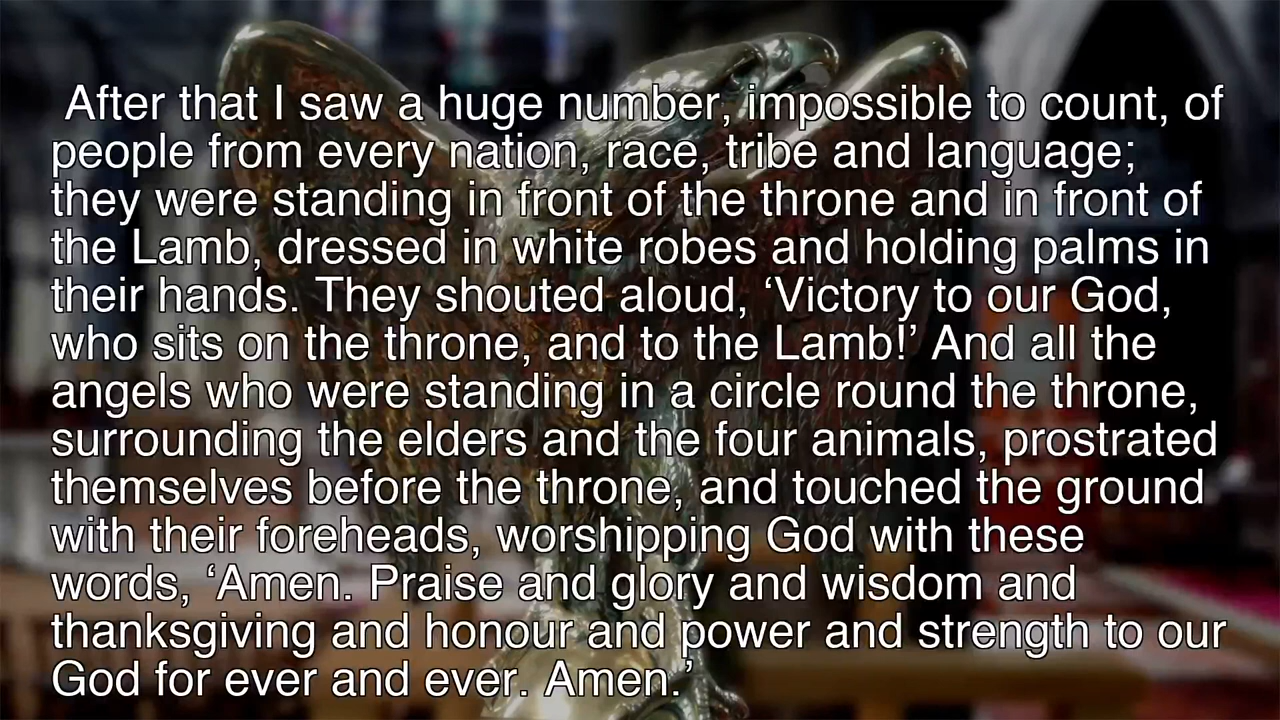 After that I saw a huge number, impossible to count, of
people from every nation, race, tribe and language;
they were standing in front of the throne and in front of
the Lamb, dressed in white robes and holding palms in
their hands. They shouted aloud, ‘Victory to our God,
who sits on the throne, and to the Lamb!’ And all the
angels who were standing in a circle round the throne,
surrounding the elders and the four animals, prostrated
themselves before the throne, and touched the ground
with their foreheads, worshipping God with these
words, ‘Amen. Praise and glory and wisdom and
thanksgiving and honour and power and strength to our
God for ever and ever. Amen.’